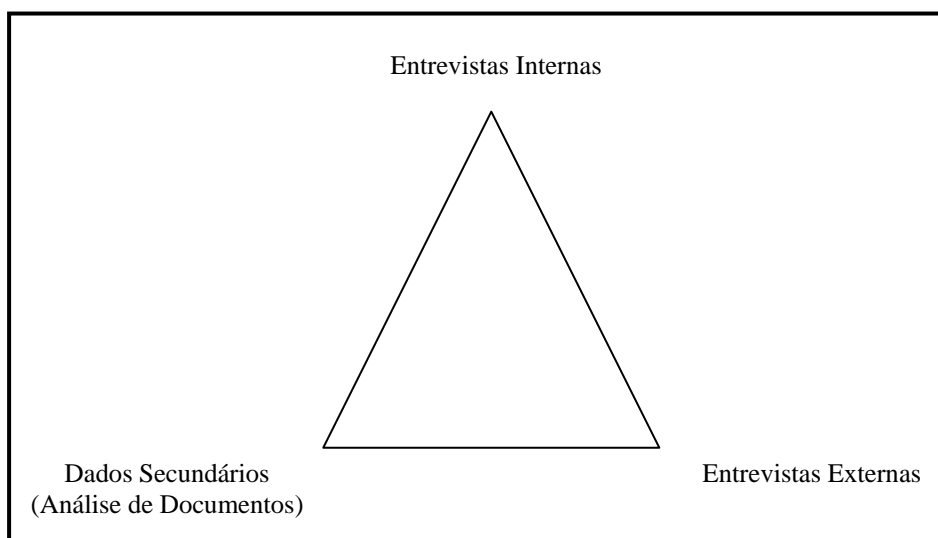 Entrevistas Internas
Dados Secundários
(Análise de Documentos)
Entrevistas Externas